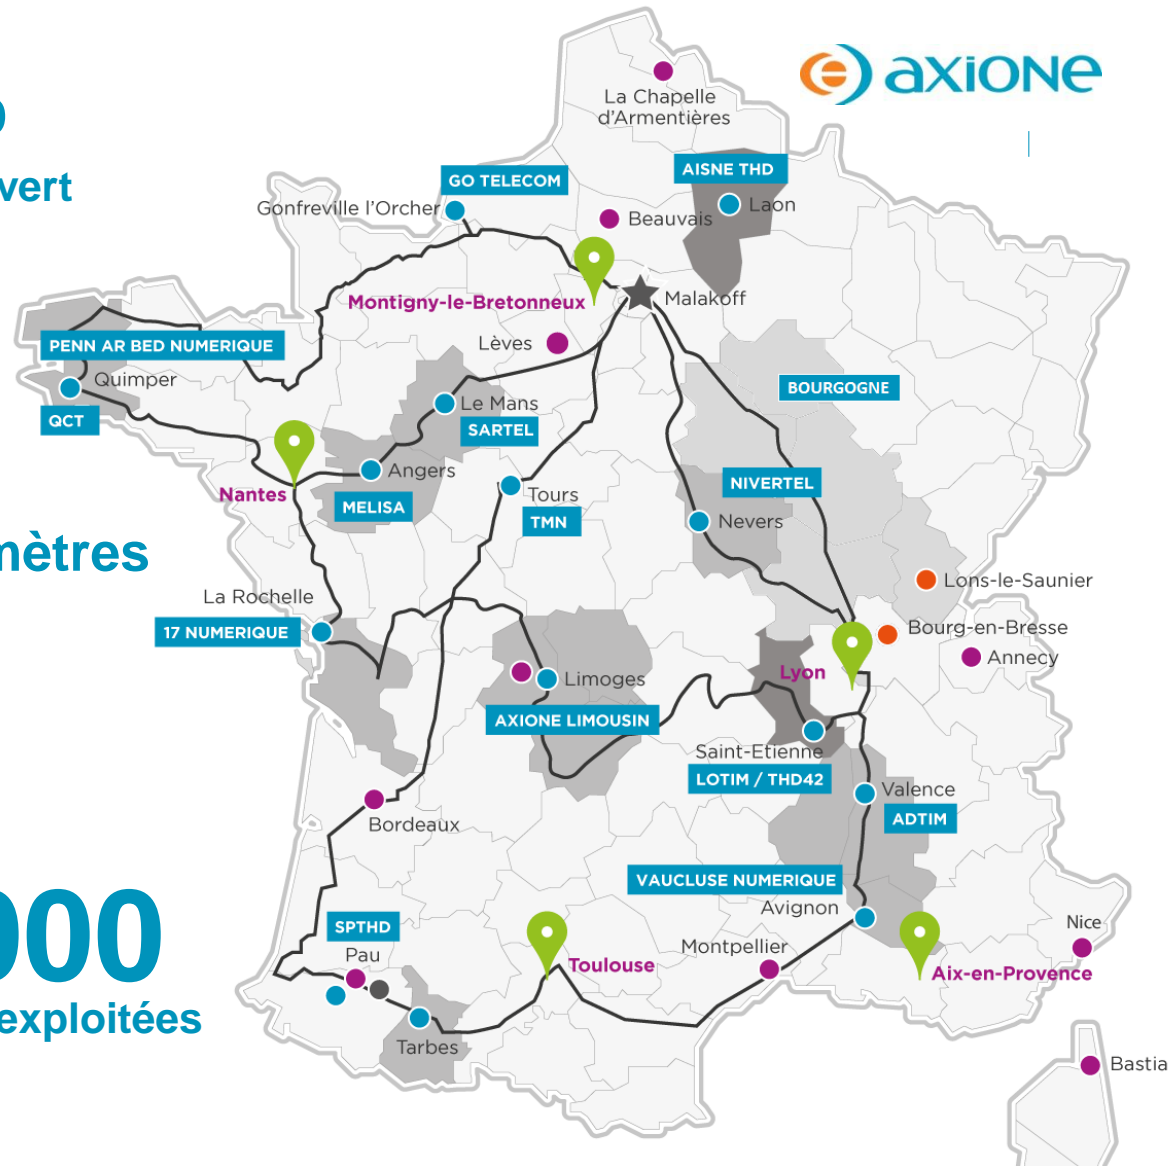 axione
La Chapelle
d'Armentières
vert
AISNE THD
GO TELECOM
Laon
Gonfreville l'Orcher
Beauvais
Montigny-le-Bretonneux
Malakoff
PENN AR BED NUMERIQUE
Lèves
Quimper
BOURGOGNE
QCT
Le Mans
SARTEL
Angers
NIVERTEL
Nantes
MELISA
Tours
TMN
Nevers
mètres
Lons-le-Saunier
La Rochelle
17 NUMERIQUE
Bourg-en-Bresse
Annecy
Lyon
Limoges
AXIONE LIMOUSIN
Saint-Etienne
LOTIM / THD42
Valence
ADTIM
Bordeaux
VAUCLUSE NUMERIQUE
Avignon
000
SPTHD
Nice
Pau
Montpellier
Toulouse
Aix-en-Provence
exploitées
Tarbes
Bastia